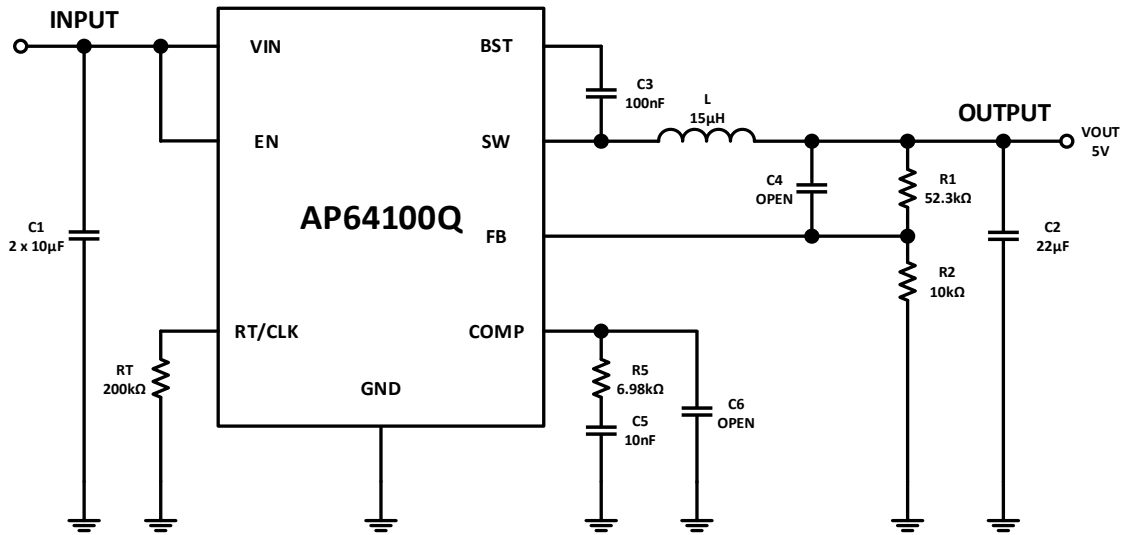 INPUT
VIN
BST
C3
100nF
L
15µH
OUTPUT
VOUT
5V
EN
SW
C4
OPEN
R1
52.3kΩ
AP64100Q
C1
2 x 10µF
FB
C2
22µF
R2
10kΩ
RT/CLK
COMP
RT
200kΩ
GND
R5
6.98kΩ
C6
OPEN
C5
10nF